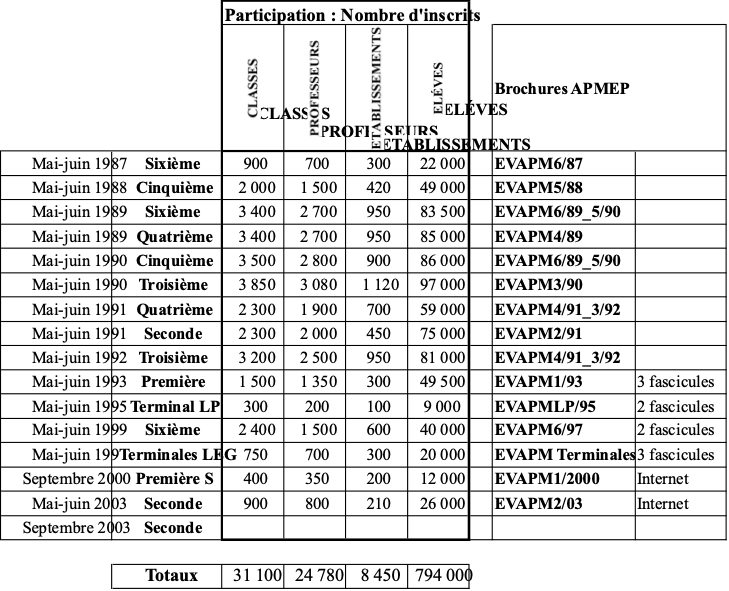 Participation : Nombre d'inscrits
CLASSES PROFESSEURS ETABLISSEMENTS ELÉVES
Brochures APMEP
ELÉVES
CLASSES
PROFESSEURS
ETABLISSEMENTS
Mai-juin 1987 Sixième 900 700 300 22 000 EVAPM6/87
Mai-juin 1988 Cinquième 2 000 1 500 420 49 000 EVAPM5/88
Mai-juin 1989 Sixième 3 400 2 700 950 83 500 EVAPM6/89_5/90
Mai-juin 1989 Quatrième 3 400 2 700 950 85 000 EVAPM4/89
Mai-juin 1990 Cinquième 3 500 2 800 900 86 000 EVAPM6/89_5/90
Mai-juin 1990 Troisième 3 850 3 080 1 120 97 000 EVAPM3/90
Mai-juin 1991 Quatrième 2 300 1 900 700 59 000 EVAPM4/91_3/92
Mai-juin 1991 Seconde 2 300 2 000 450 75 000 EVAPM2/91
Mai-juin 1992 Troisième 3 200 2 500 950 81 000 EVAPM4/91_3/92
Mai-juin 1993 Première 1 500 1 350 300 49 500 EVAPM1/93 3 fascicules
Mai-juin 1995 Terminal LP 300 200 100 9 000 EVAPMLP/95 2 fascicules
Mai-juin 1999 Sixième 2 400 1 500 600 40 000 EVAPM6/97 2 fascicules
Mai-juin 199 Terminales LEG 750 700 300 20 000 EVAPM Terminales 3 fascicules
Septembre 2000 Première S 400 350 200 12 000 EVAPM1/2000 Internet
Mai-juin 2003 Seconde 900 800 210 26 000 EVAPM2/03 Internet
Septembre 2003 Seconde
Totaux 31 100 24 780 8 450 794 000